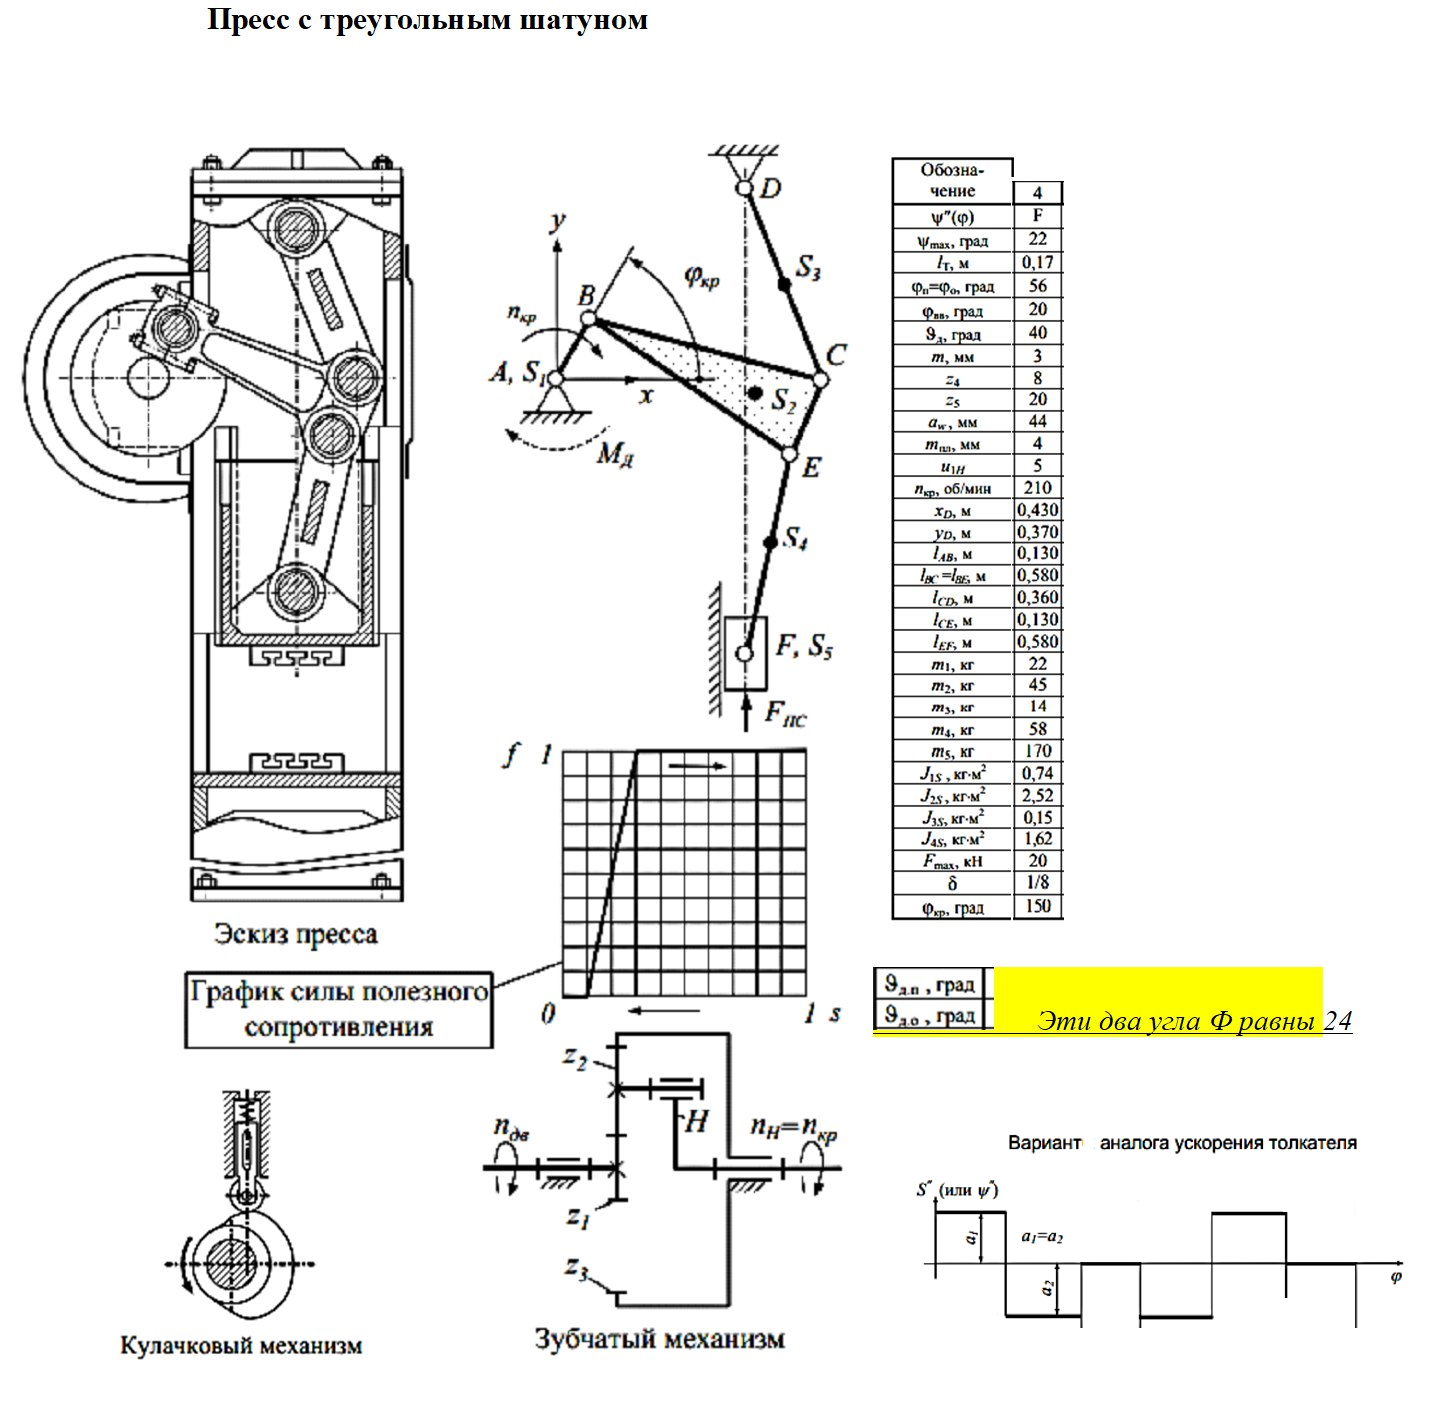 Пресс с треугольным шатуном
D
y
S3
φкр
B
nкр
C
A, S1
x
S2
E
MД
S4
F, S5
FПС
f 1
0
1 s
Эскиз пресса
График силы полезного
сопротивления
z2
nдв
H
nH=nкр
z1
z3
Кулачковый механизм
Зубчатый механизм
Обозна-
чение 4
ψ″(φ) F
ψmax, град 22
lТ, м 0,17
φп=φо, град 56
φвв, град 20
ϑд, град 40
m, мм 3
z4 8
z5 20
aw, мм 44
mпл, мм 4
u1H 5
nкр, об/мин 210
xD, м 0,430
yD, м 0,370
lAB, м 0,130
lBC =lBE, м 0,580
lCD, м 0,360
lCE, м 0,130
lEF, м 0,580
m1, кг 22
m2, кг 45
m3, кг 14
m4, кг 58
m5, кг 170
J1S , кг·м² 0,74
J2S, кг·м² 2,52
J3S, кг·м² 0,15
J4S, кг·м² 1,62
Fmax, кН 20
δ 1/8
φкр, град 150
ϑд.п , град
ϑд.о , град
Эти два угла Ф равны 24
Вариант аналога ускорения толкателя
S″ (или ψ″)
a1
a1=a2
a2
φ